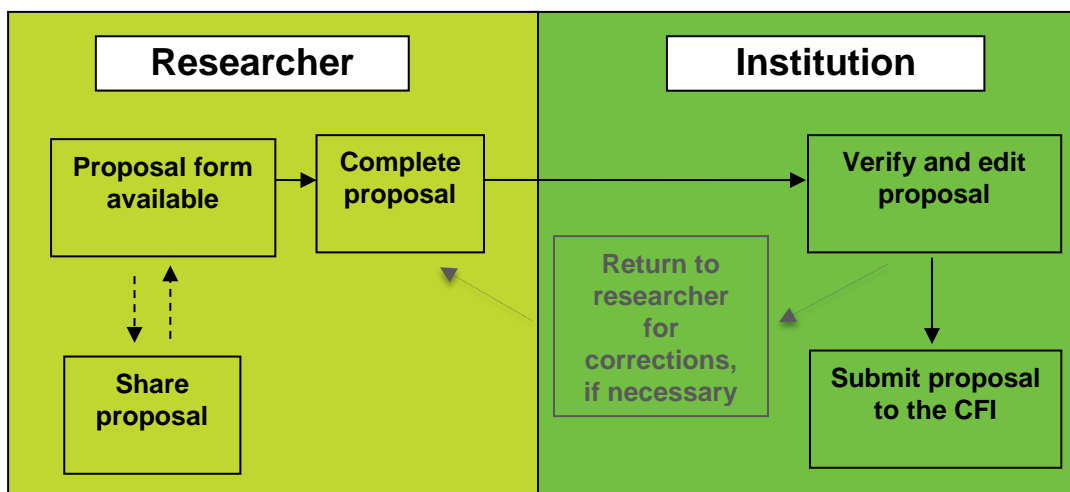 Researcher
Institution
Proposal form
available
Complete
proposal
Verify and edit
proposal
Return to
researcher
for
corrections,
if necessary
Share
proposal
Submit proposal
to the CFI